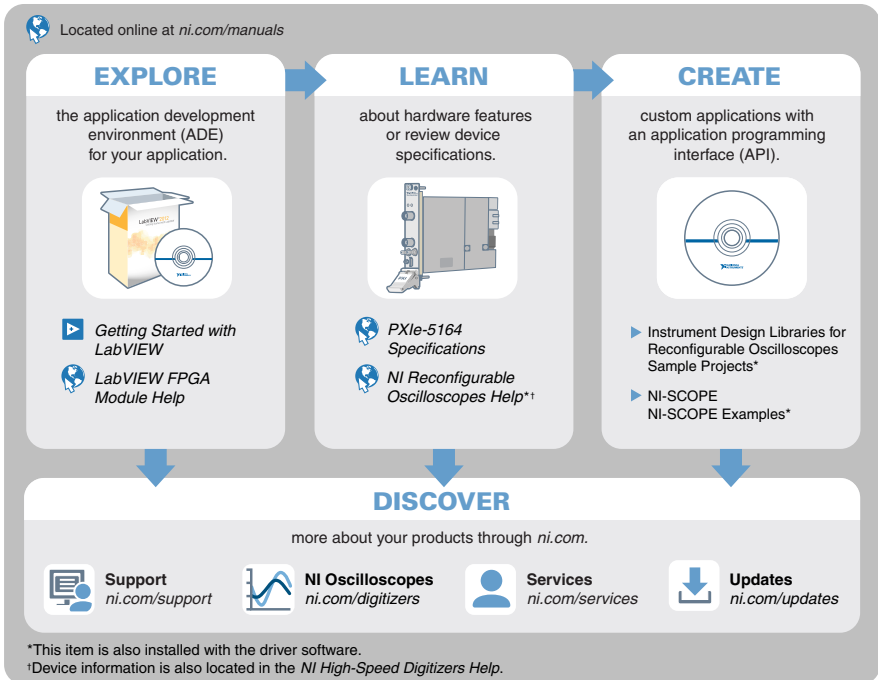 Located online at ni.com/manuals
EXPLORE
the application development
environment (ADE)
for your application.
LabVIEW
Getting Started with
LabVIEW
LabVIEW FPGA
Module Help
LEARN
about hardware features
or review device
specifications.
PXIe-5164
Specifications
NI Reconfigurable
Oscilloscopes Help*†
CREATE
custom applications with
an application programming
interface (API).
Instrument Design Libraries for
Reconfigurable Oscilloscopes
Sample Projects*
NI-SCOPE
NI-SCOPE Examples*
DISCOVER
more about your products through ni.com.
Support
ni.com/support
NI Oscilloscopes
ni.com/digitizers
Services
ni.com/services
Updates
ni.com/updates
*This item is also installed with the driver software.
†Device information is also located in the NI High-Speed Digitizers Help.